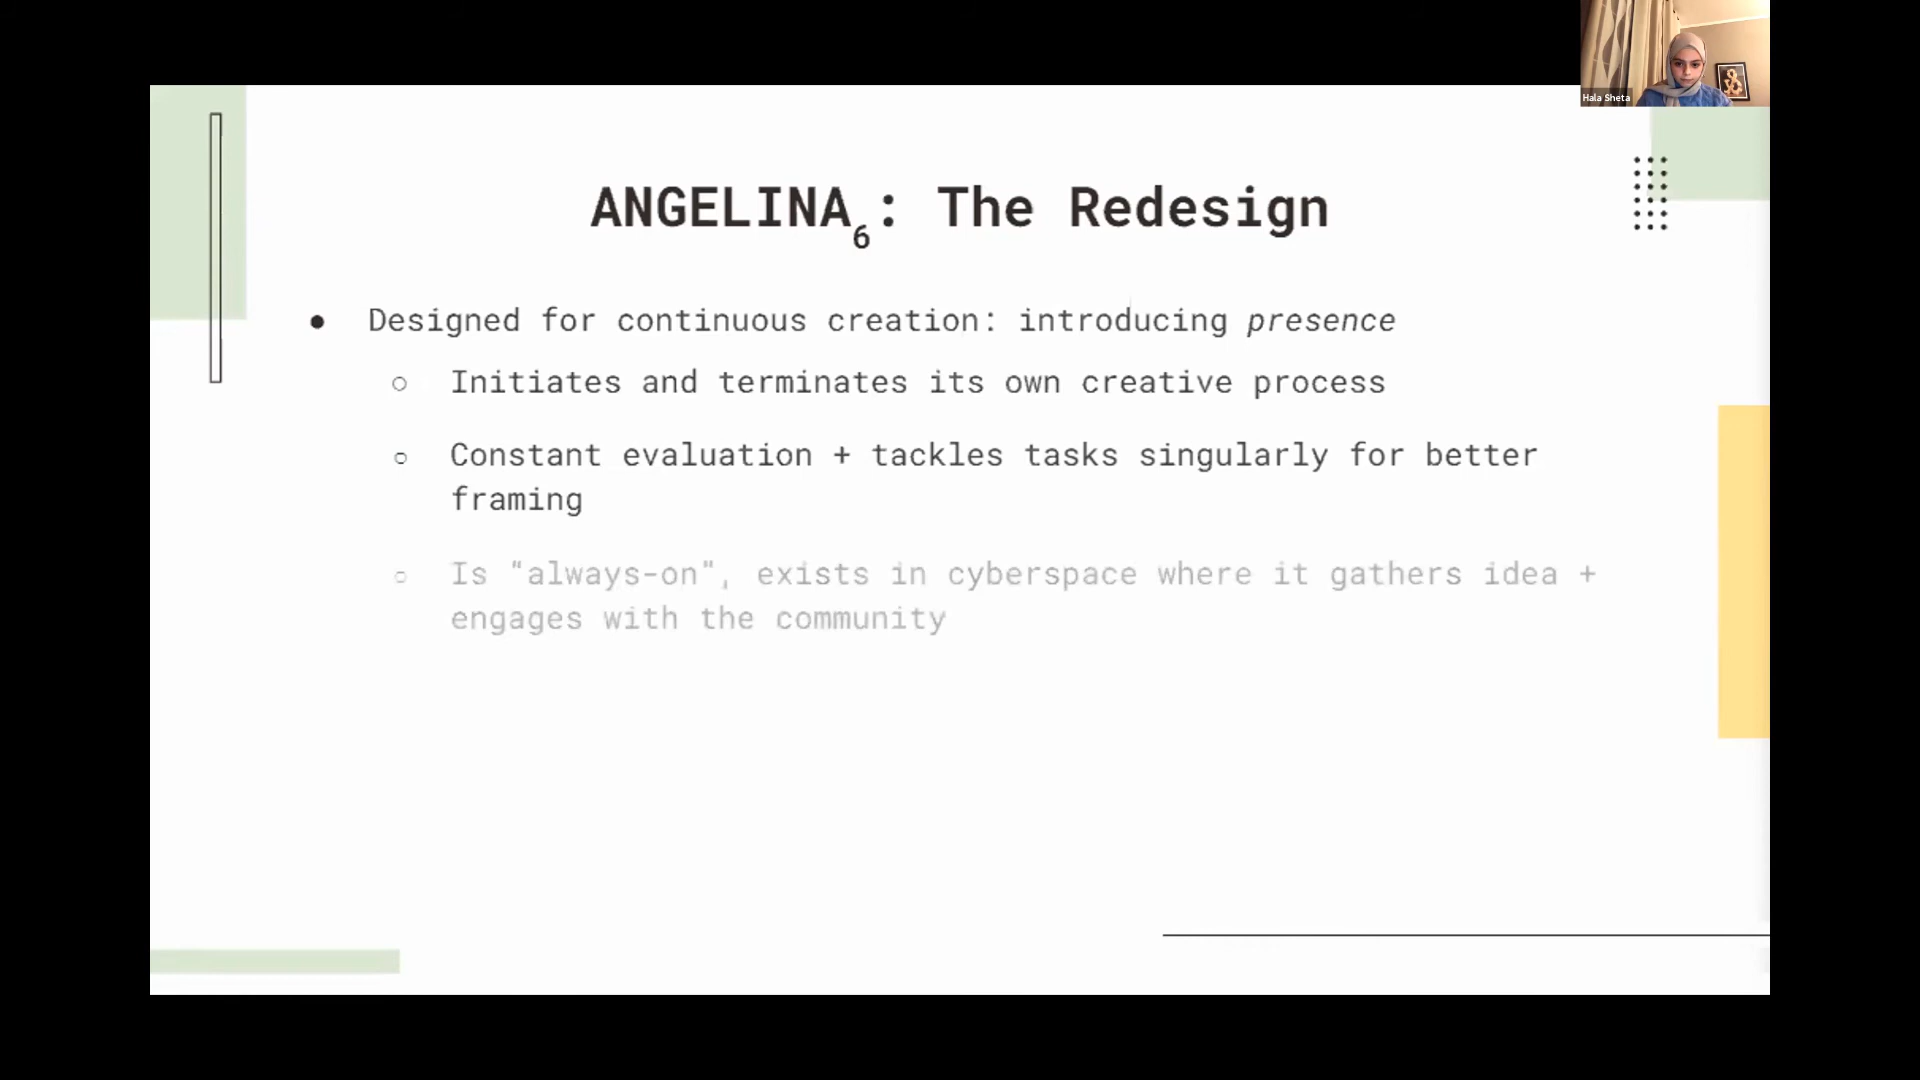 Hala Sheta
ANGELINA6: The Redesign
● Designed for continuous creation: introducing presence
○ Initiates and terminates its own creative process
○ Constant evaluation + tackles tasks singularly for better
framing
○ Is "always-on", exists in cyberspace where it gathers idea +
engages with the community